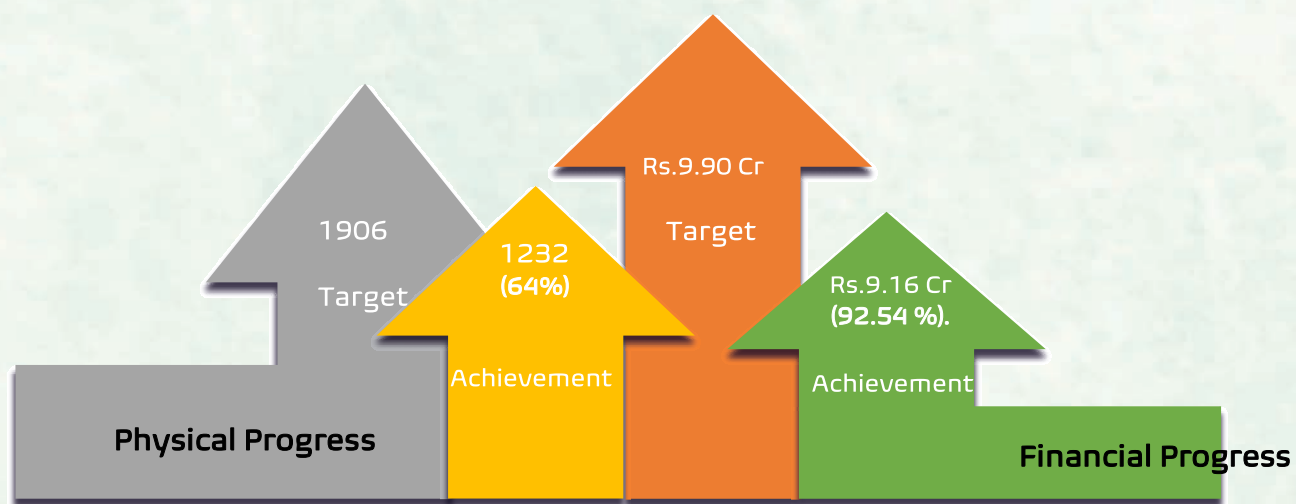 1906
Target
1232
(64%)
Achievement
Physical Progress
Rs.9.90 Cr
Target
Rs.9.16 Cr
(92.54 %).
Achievement
Financial Progress